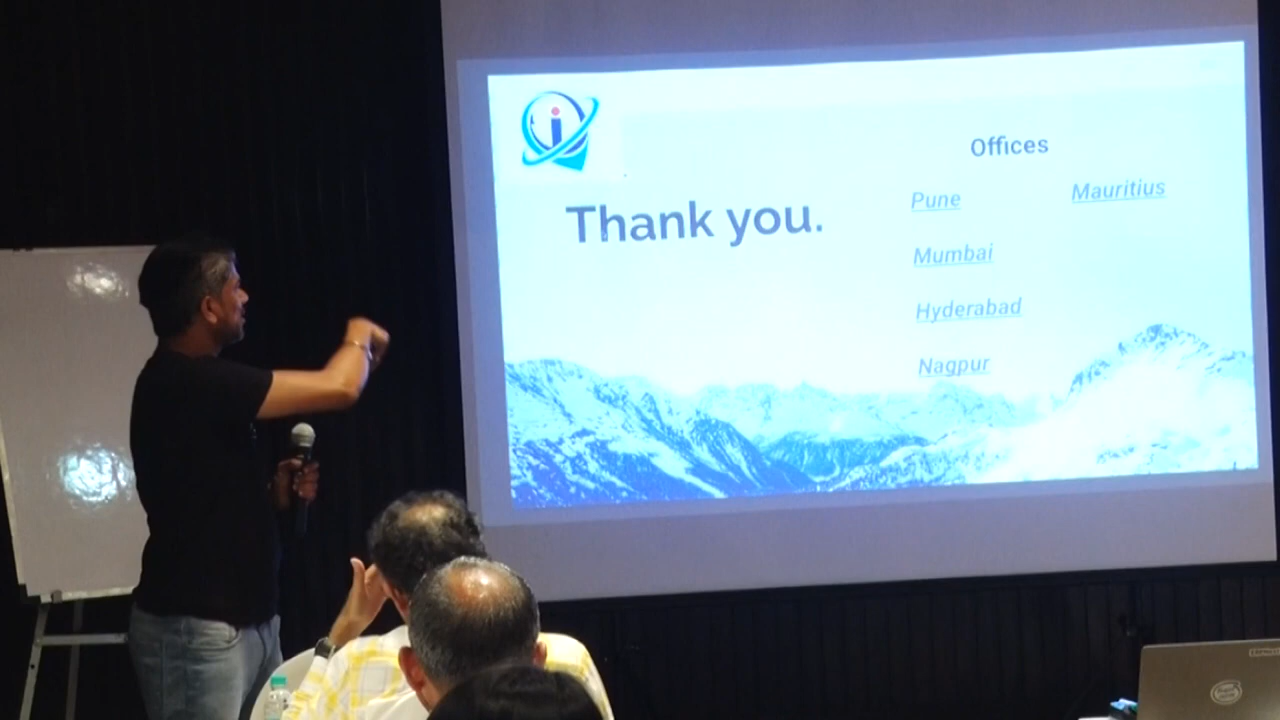 i
Thank you.
Offices
Pune
Mauritius
Mumbai
Hyderabad
Nagpur